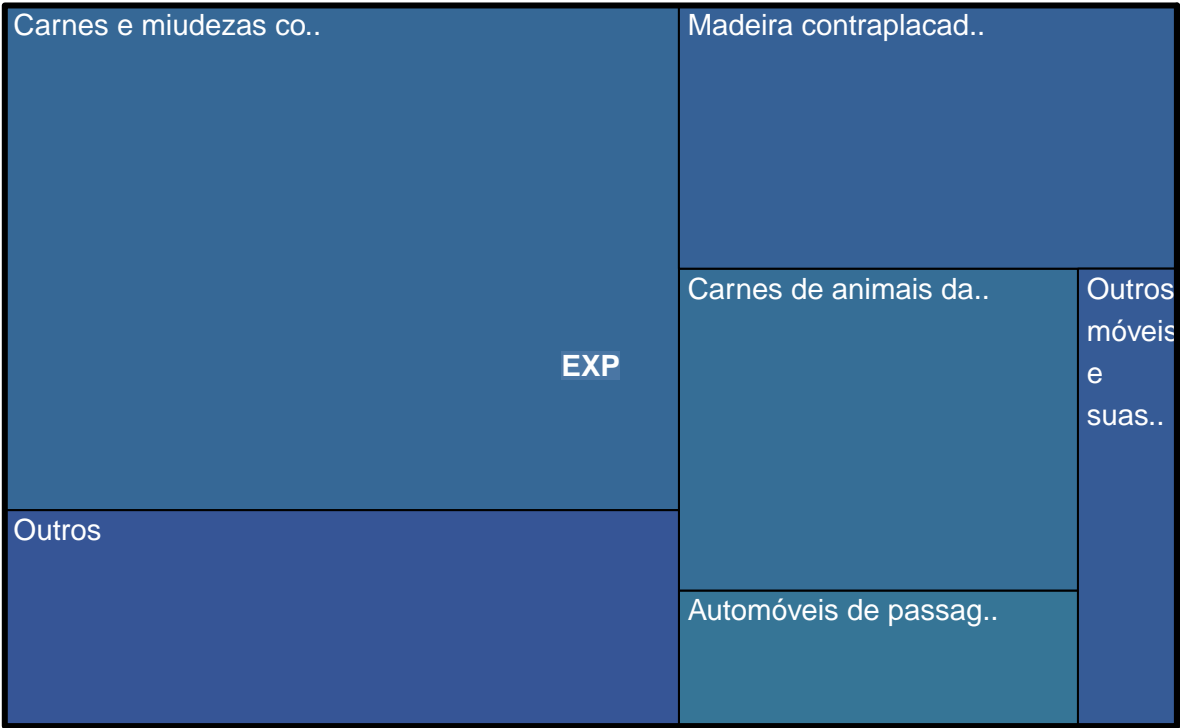 Carnes e miudezas co..
Madeira contraplacad..
Carnes de animais da..
Outros
móveis
e
suas..
EXP
Outros
Automóveis de passag..